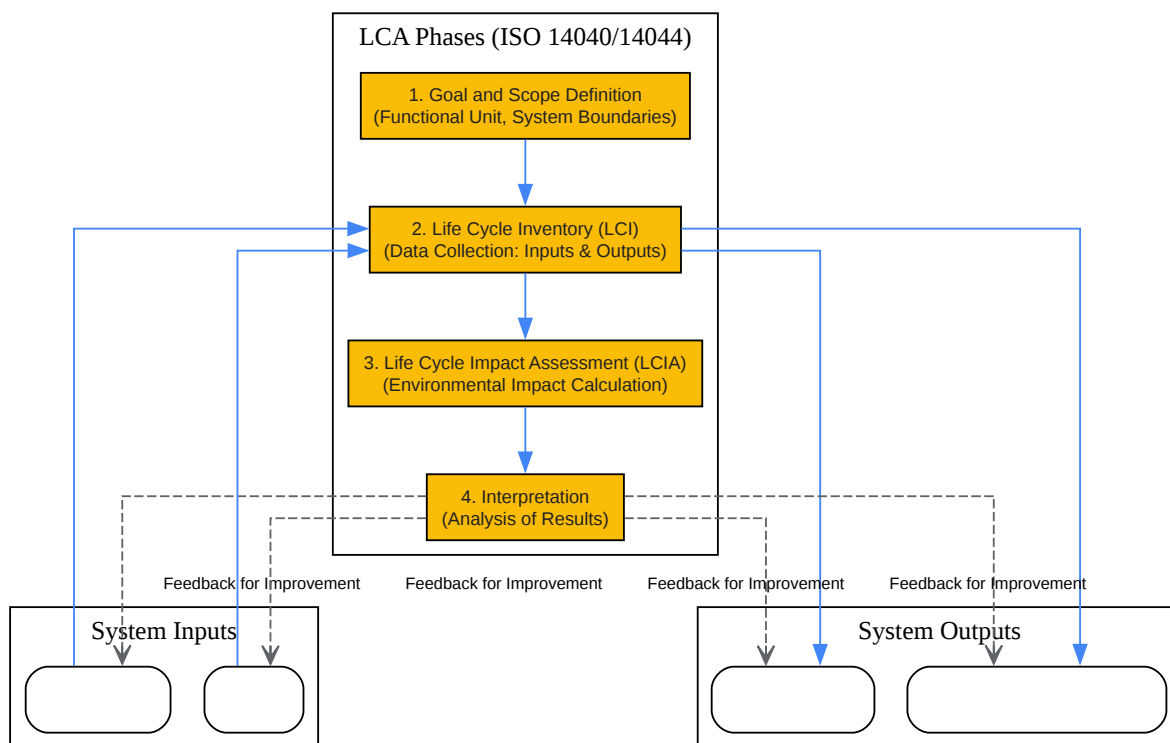 LCA Phases (ISO 14040/14044)
1. Goal and Scope Definition
(Functional Unit, System Boundaries)
2. Life Cycle Inventory (LCI)
(Data Collection: Inputs & Outputs)
3. Life Cycle Impact Assessment (LCIA)
(Environmental Impact Calculation)
4. Interpretation
(Analysis of Results)
Feedback for Improvement
Feedback for Improvement
Feedback for Improvement
Feedback for Improvement
System Inputs
System Outputs